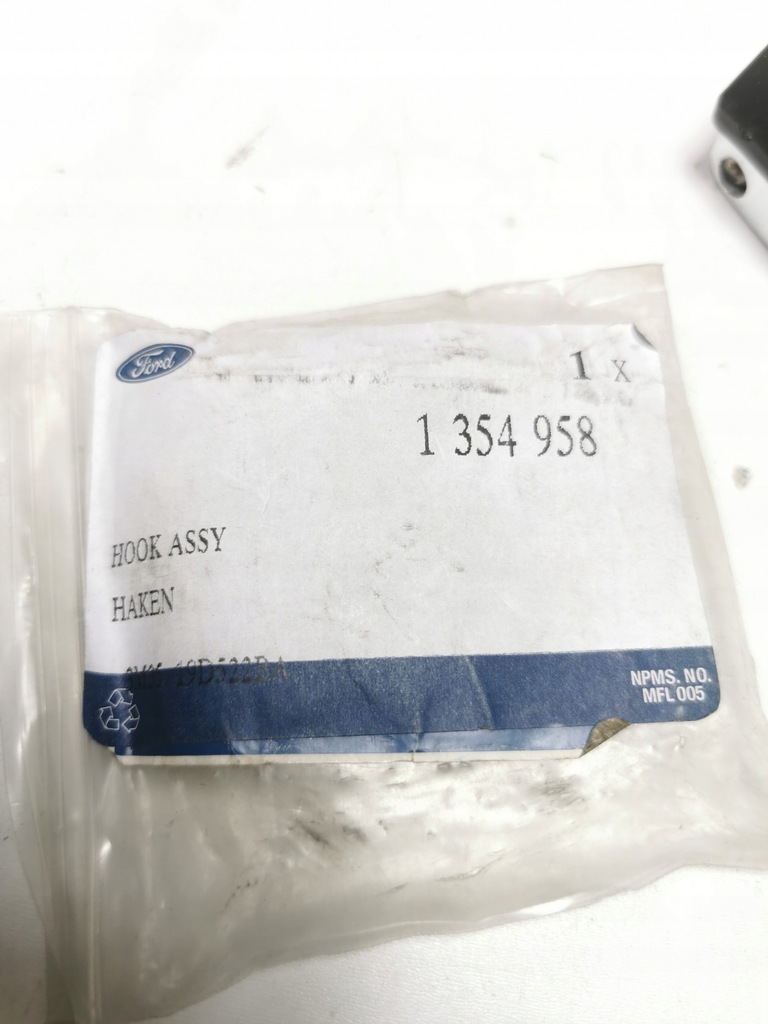 Ford
1 X
1 354 958
HOOK ASSY
HAKEN
NPMS. NO.
MFL 005